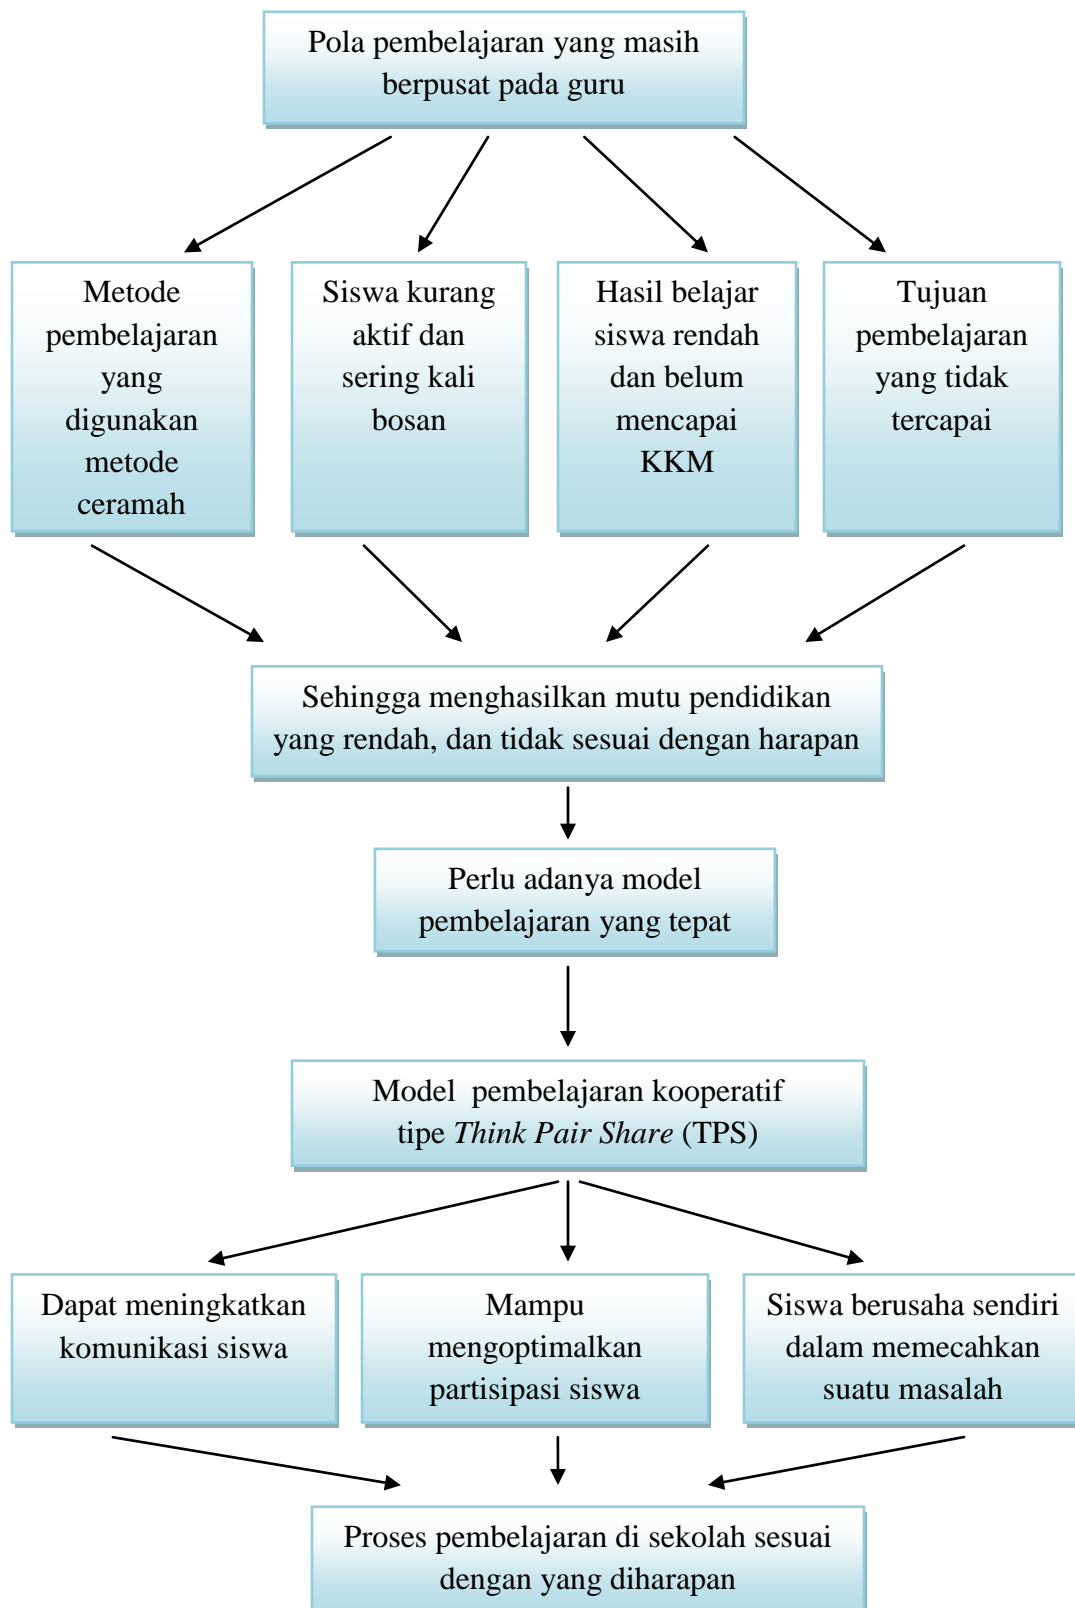 Pola pembelajaran yang masih
berpusat pada guru
Metode
pembelajaran
yang
digunakan
metode
ceramah
Siswa kurang
aktif dan
sering kali
bosan
Hasil belajar
siswa rendah
dan belum
mencapai
KKM
Tujuan
pembelajaran
yang tidak
tercapai
Sehingga menghasilkan mutu pendidikan
yang rendah, dan tidak sesuai dengan harapan
Perlu adanya model
pembelajaran yang tepat
Model pembelajaran kooperatif
tipe Think Pair Share (TPS)
Dapat meningkatkan
komunikasi siswa
Mampu
mengoptimalkan
partisipasi siswa
Siswa berusaha sendiri
dalam memecahkan
suatu masalah
Proses pembelajaran di sekolah sesuai
dengan yang diharapan